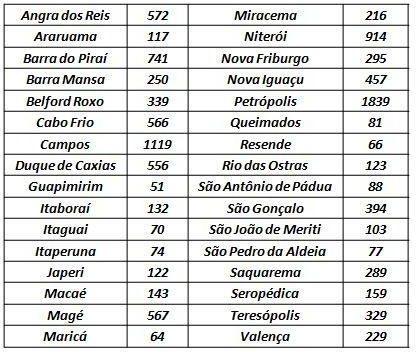 Angra dos Reis 572 Miracema 216
Araruama 117 Niterói 914
Barra do Piraí 741 Nova Friburgo 295
Barra Mansa 250 Nova Iguaçu 457
Belford Roxo 339 Petrópolis 1839
Cabo Frio 566 Queimados 81
Campos 1119 Resende 66
Duque de Caxias 556 Rio das Ostras 123
Guapimirim 51 São Antônio de Pádua 88
Itaboraí 132 São Gonçalo 394
Itaguai 70 São João de Meriti 103
Itaperuna 74 São Pedro da Aldeia 77
Japeri 122 Saquarema 289
Macaé 143 Seropédica 159
Magé 567 Teresópolis 329
Maricá 64 Valença 229